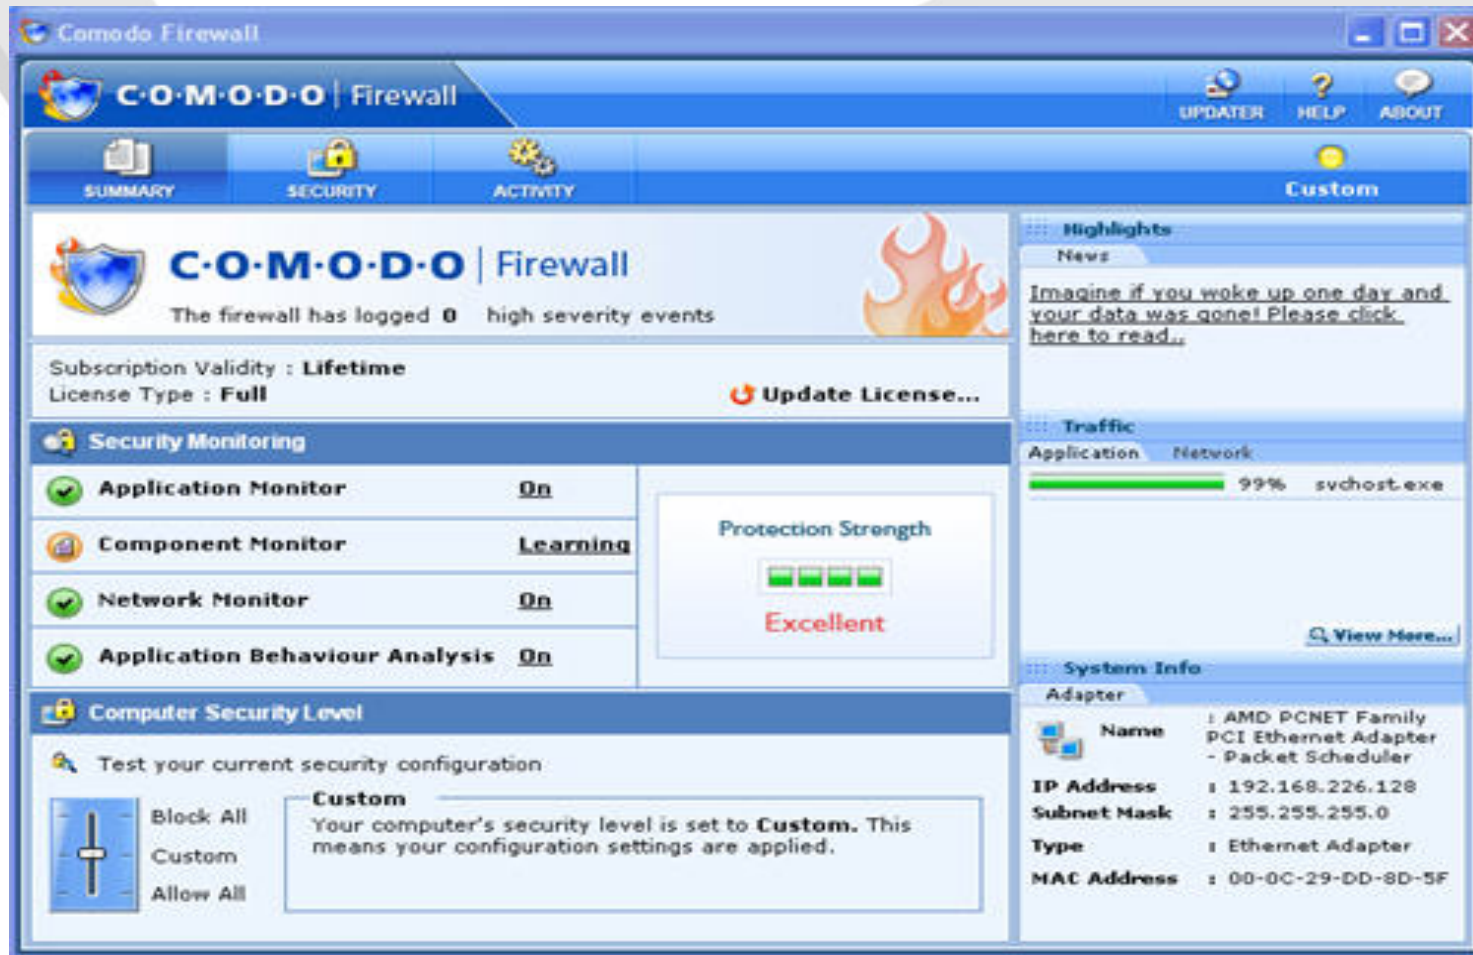 Comodo Firewall
C·O·M·O·D·O | Firewall
UPDATER HELP ABOUT
SUMMARY SECURITY ACTIVITY
Custom
C·O·M·O·D·O | Firewall
The firewall has logged 0 high severity events
Subscription Validity : Lifetime
License Type : Full
Update License...
Security Monitoring
Application Monitor On
Component Monitor Learning
Network Monitor On
Application Behaviour Analysis On
Protection Strength
Excellent
Computer Security Level
Test your current security configuration
Block All
Custom
Allow All
Custom
Your computer's security level is set to Custom. This
means your configuration settings are applied.
Highlights
News
Imagine if you woke up one day and
your data was gone! Please click
here to read..
Traffic
Application Network
99% svchost.exe
View More...
System Info
Adapter
Name : AMD PCNET Family
PCI Ethernet Adapter
- Packet Scheduler
IP Address : 192.168.226.128
Subnet Mask : 255.255.255.0
Type : Ethernet Adapter
MAC Address : 00-0C-29-DD-8D-5F